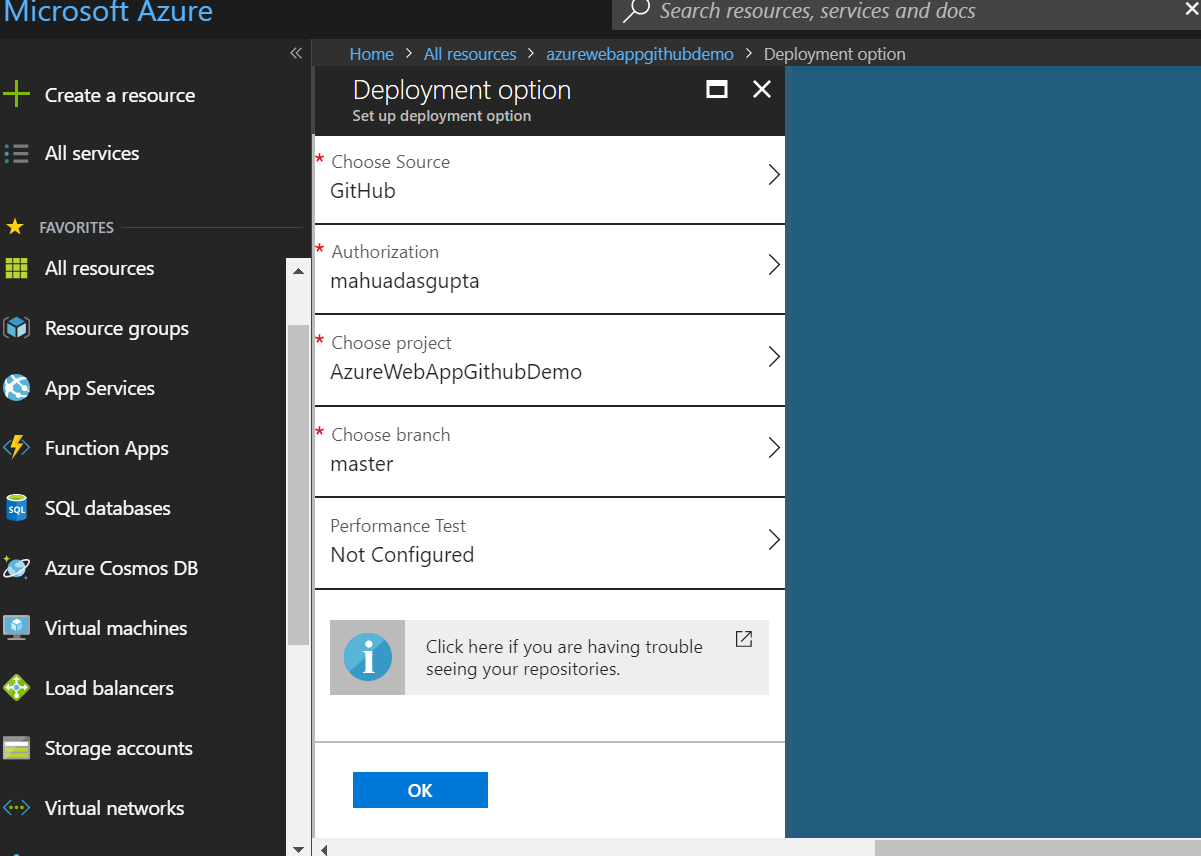 Microsoft Azure
Search resources, services and docs
Home > All resources > azurewebappgithubdemo > Deployment option
Create a resource
All services
FAVORITES
All resources
Resource groups
App Services
Function Apps
SQL databases
Azure Cosmos DB
Virtual machines
Load balancers
Storage accounts
Virtual networks
Deployment option
Set up deployment option
* Choose Source
GitHub
* Authorization
mahuadasgupta
* Choose project
AzureWebAppGithubDemo
* Choose branch
master
Performance Test
Not Configured
Click here if you are having trouble
seeing your repositories.
OK